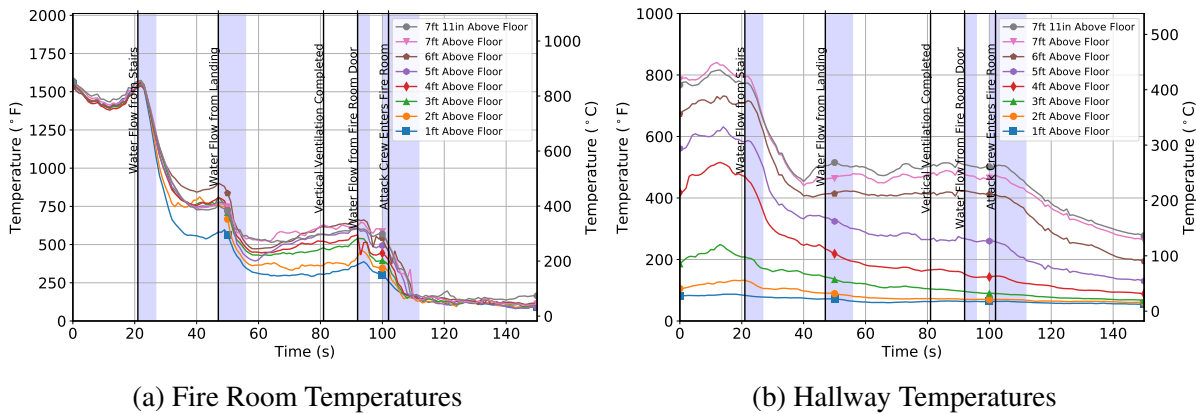 2000
1750
1500
1250
1000
750
500
250
0
Temperature (°F)
0 20 40 60 80 100 120 140
Time (s)
1000
800
600
400
200
0
Temperature (°C)
Water Flow from Stairs
Water Flow from Landing
Vertical Ventilation Completed
Water Flow from Fire Room Door
Attack Crew Enters Fire Room
7ft 11in Above Floor
7ft Above Floor
6ft Above Floor
5ft Above Floor
4ft Above Floor
3ft Above Floor
2ft Above Floor
1ft Above Floor
(a) Fire Room Temperatures
1000
800
600
400
200
0
Temperature (°F)
0 20 40 60 80 100 120 140
Time (s)
500
400
300
200
100
0
Temperature (°C)
Water Flow from Stairs
Water Flow from Landing
Vertical Ventilation Completed
Water Flow from Fire Room Door
Attack Crew Enters Fire Room
7ft 11in Above Floor
7ft Above Floor
6ft Above Floor
5ft Above Floor
4ft Above Floor
3ft Above Floor
2ft Above Floor
1ft Above Floor
(b) Hallway Temperatures